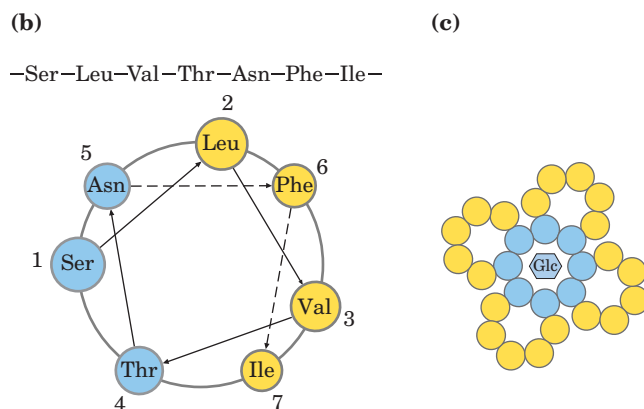 (b)
(c)
–Ser–Leu–Val–Thr–Asn–Phe–Ile–
2
Leu
5
6
Asn
Phe
1
Ser
Glc
Val
3
Thr
Ile
4
7